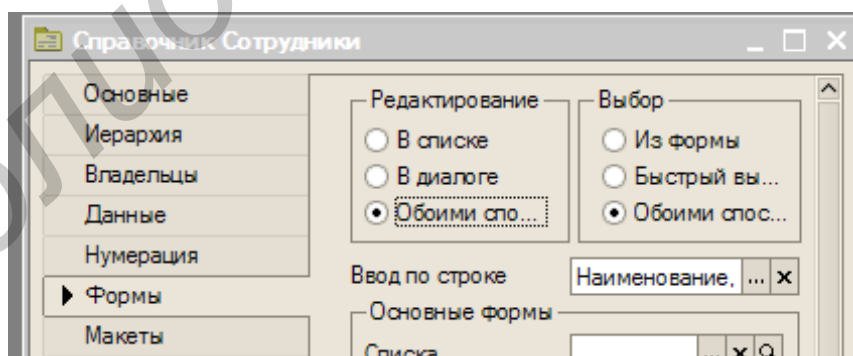 Справочник Сотрудники
Основные
Иерархия
Владельцы
Данные
Нумерация
Формы
Макеты
Редактирование
В списке
В диалоге
Обоими спо...
Выбор
Из формы
Быстрый вы...
Обоими спос...
Ввод по строке
Наименование, ...
Основные формы
Списка